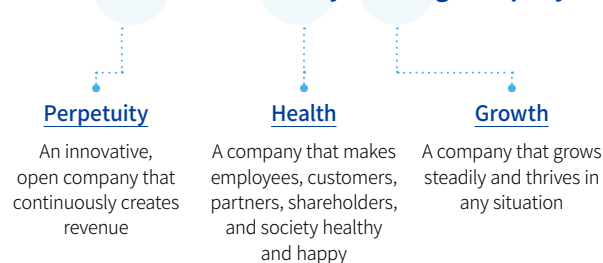 Perpetuity
An innovative,
open company that
continuously creates
revenue
Health
A company that makes
employees, customers,
partners, shareholders,
and society healthy
and happy
Growth
A company that grows
steadily and thrives in
any situation